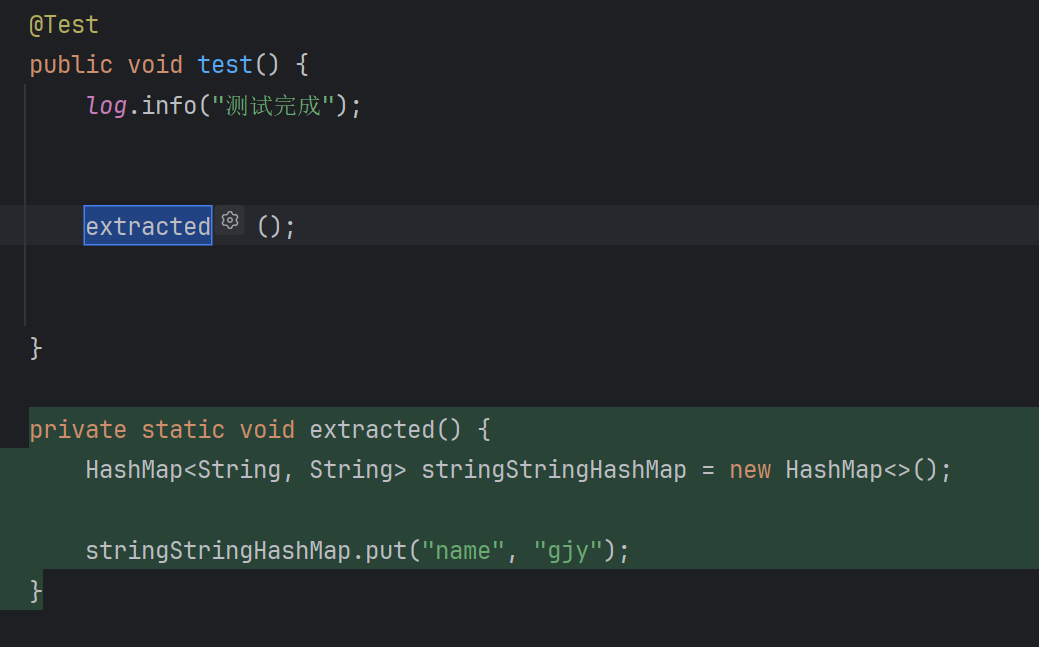 @Test
public void test() {
log.info("测试完成");
extracted ();
}
private static void extracted() {
HashMap<String, String> stringStringHashMap = new HashMap<>();
stringStringHashMap.put("name", "gjy");
}